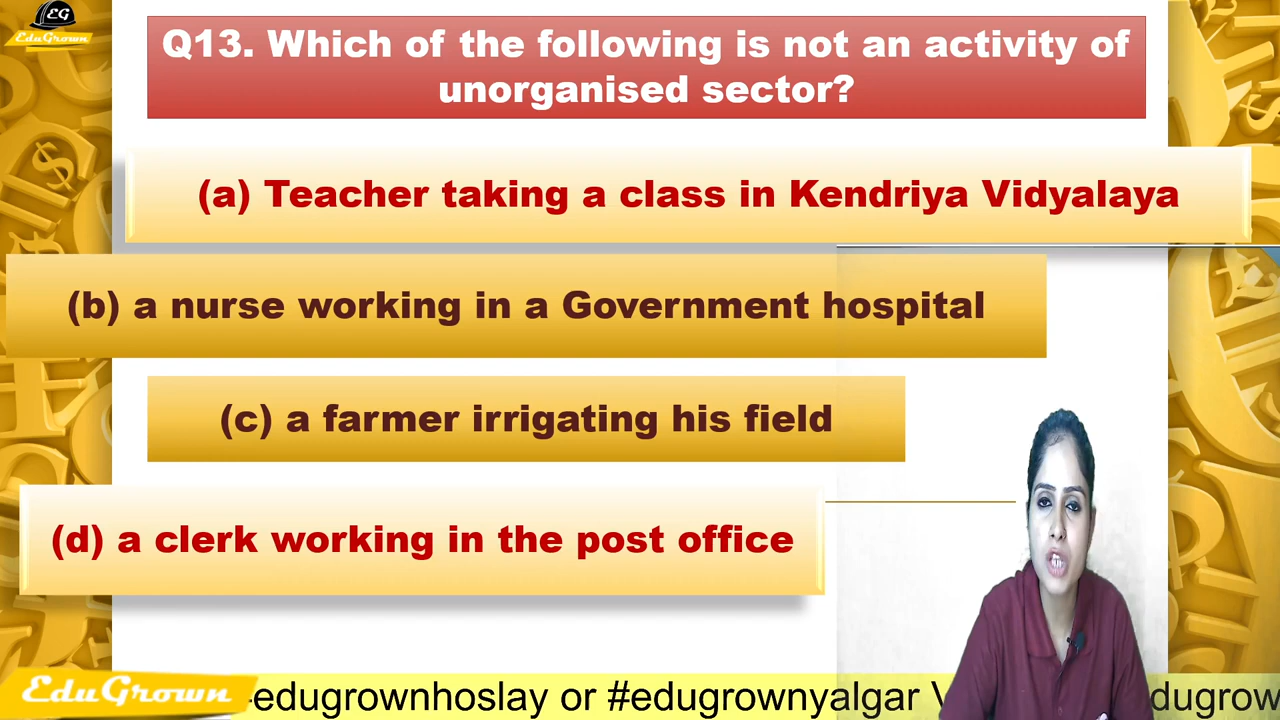 EG
EduGrown
Q13. Which of the following is not an activity of
unorganised sector?
(a) Teacher taking a class in Kendriya Vidyalaya
(b) a nurse working in a Government hospital
(c) a farmer irrigating his field
(d) a clerk working in the post office
EduGrown
-edugrownhoslay or #edugrownyalgar V dugrow